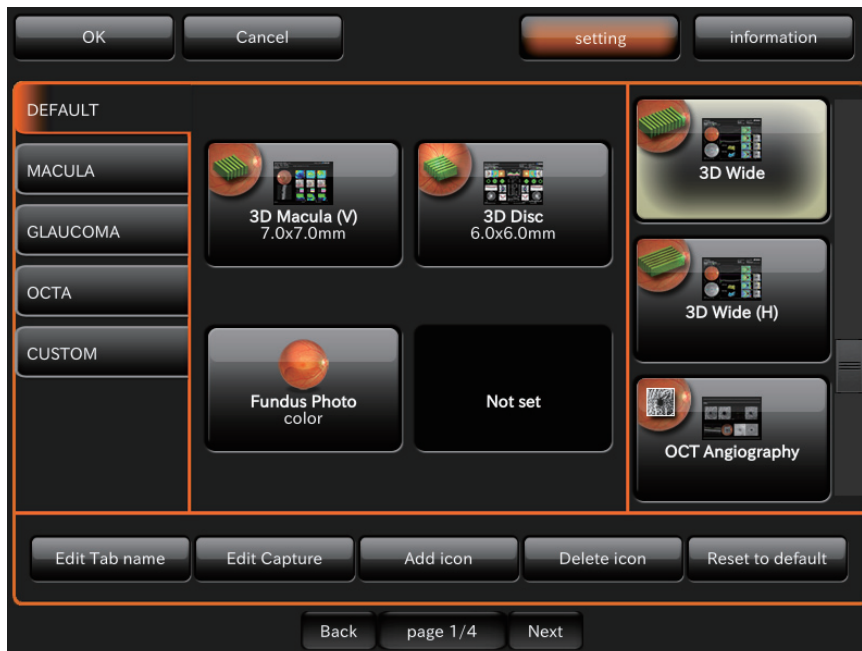 OK
Cancel
setting
information
DEFAULT
MACULA
GLAUCOMA
OCTA
CUSTOM
3D Macula (V)
7.0x7.0mm
3D Disc
6.0x6.0mm
Fundus Photo
color
Not set
3D Wide
3D Wide (H)
OCT Angiography
Edit Tab name
Edit Capture
Add icon
Delete icon
Reset to default
Back
page 1/4
Next